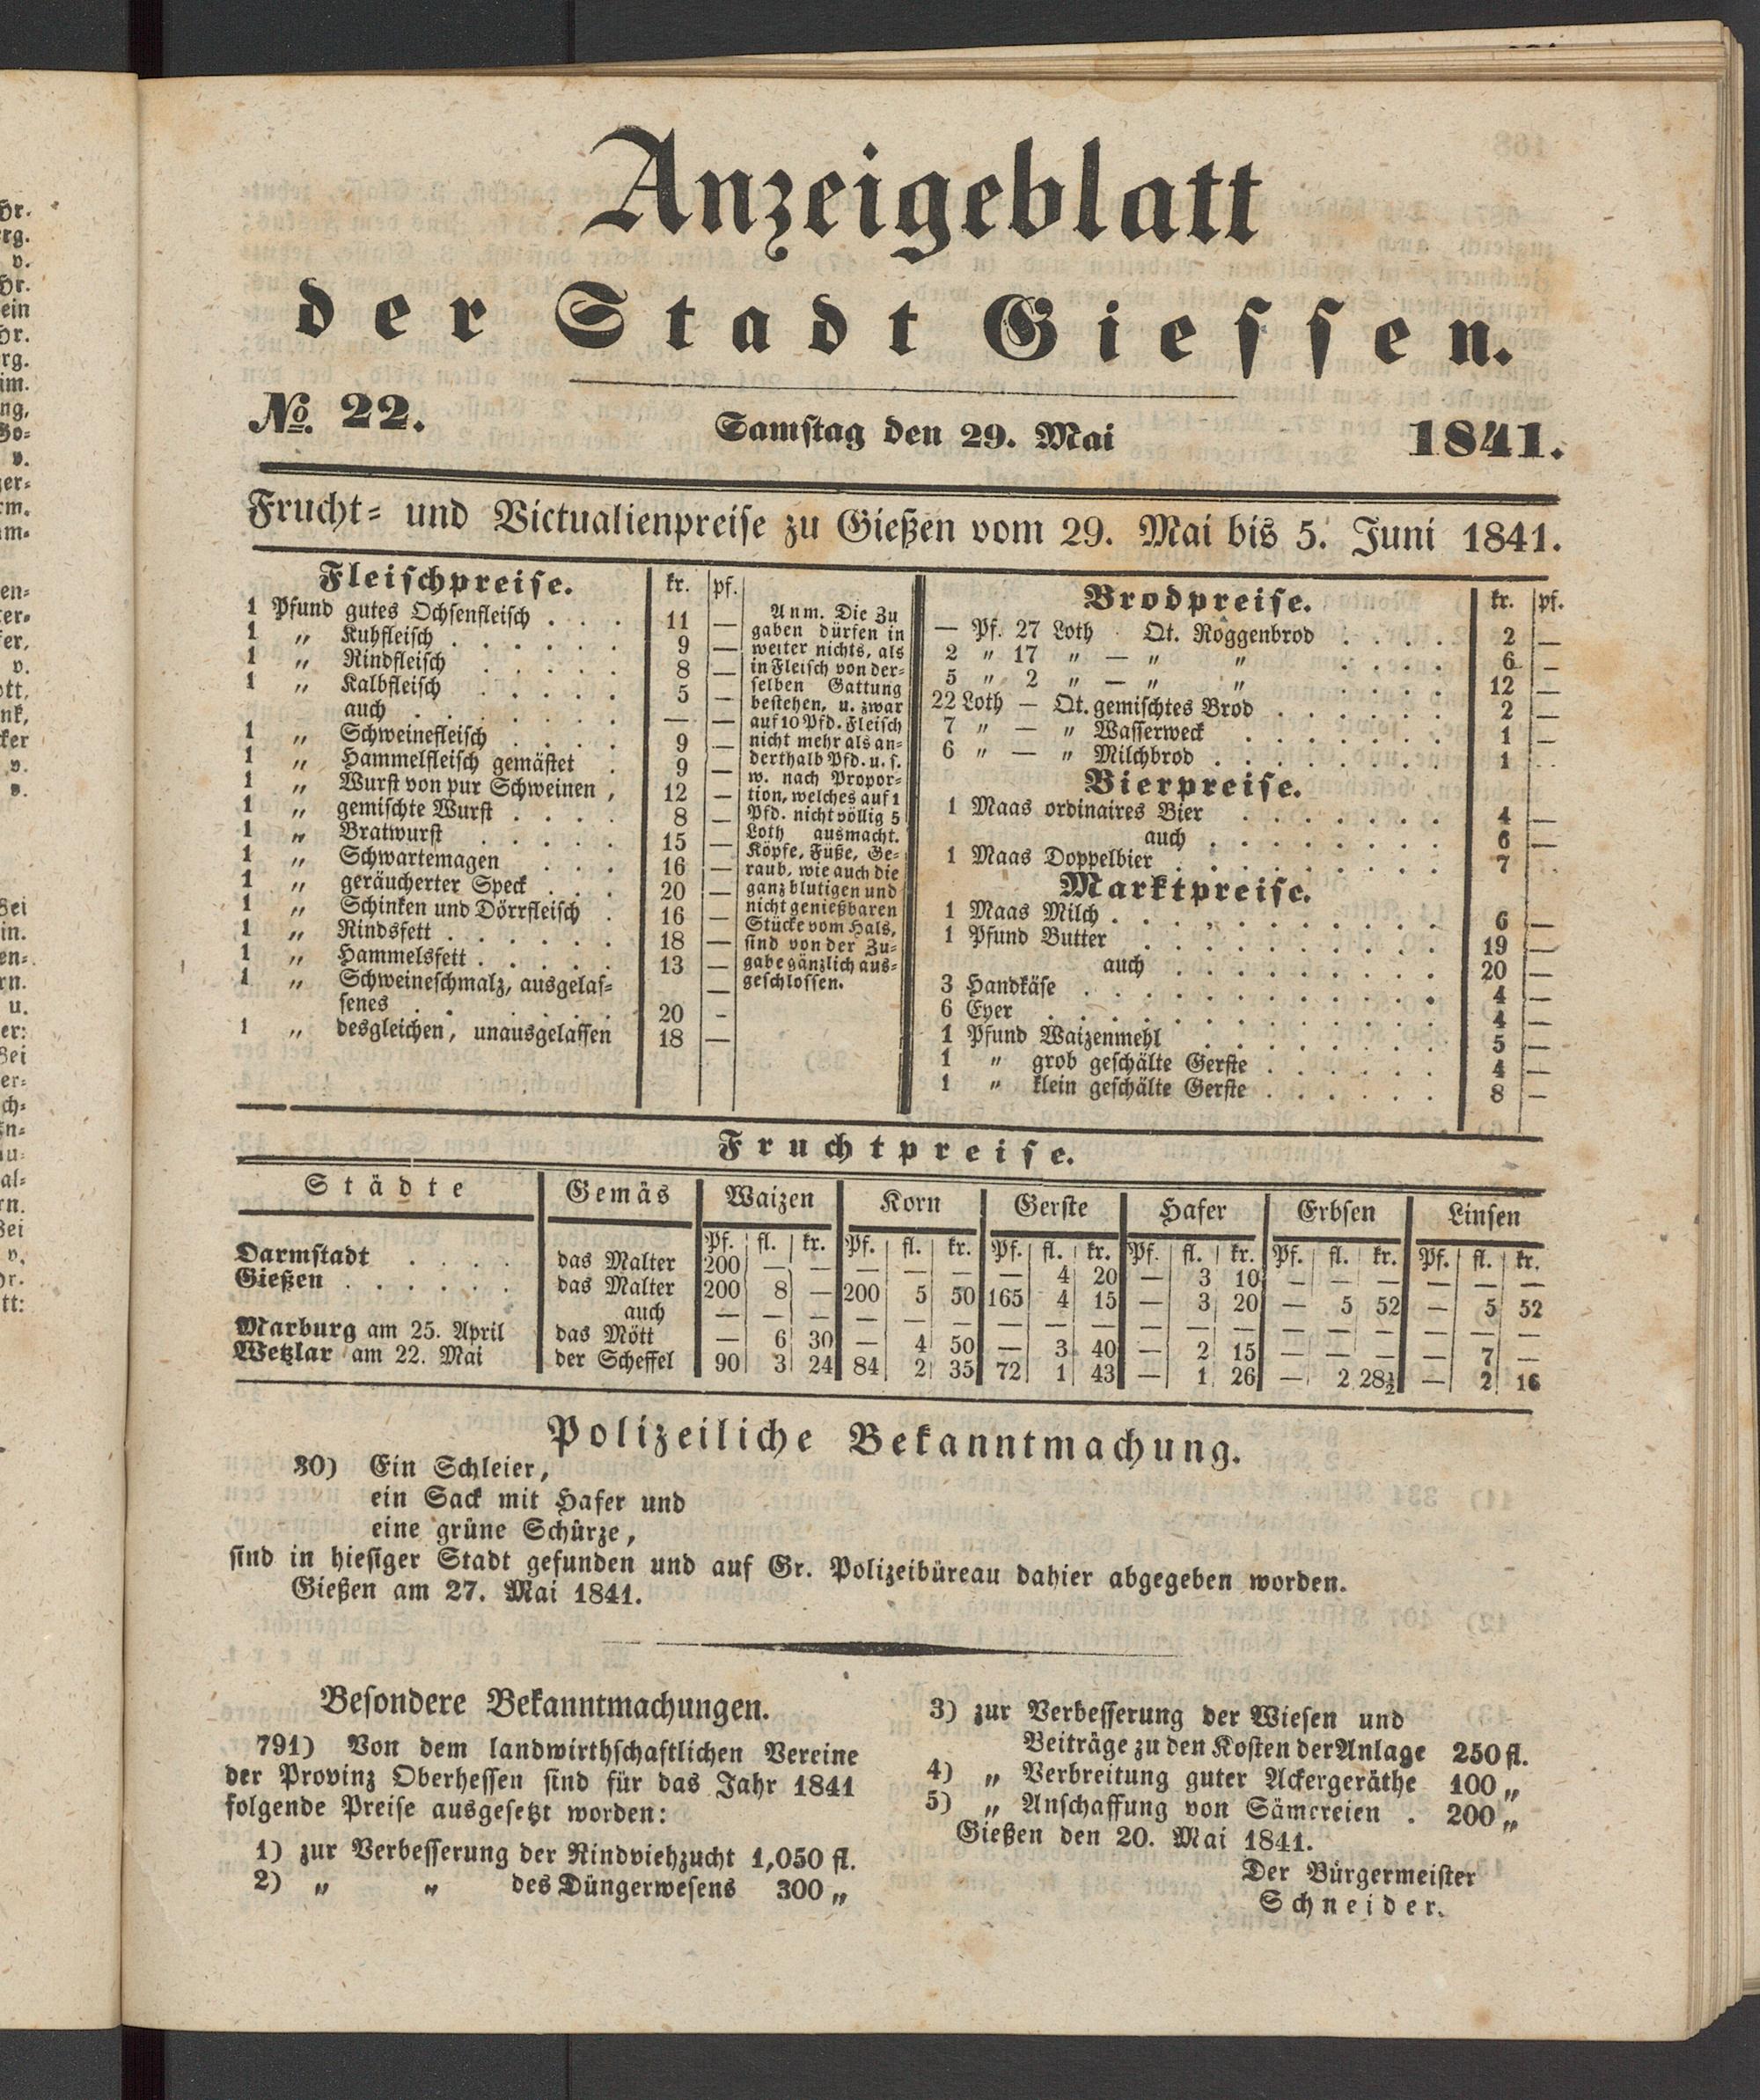 Anzeigeblatt
der Stadt Giessen.
No. 22. Samstag den 29. Mai 1841.
Frucht- und Victualienpreise zu Gießen vom 29. Mai bis 5. Juni 1841.
Fleischpreise. kr. pf.
1 Pfund gutes Ochsenfleisch . . . 11 —
1 „ Kuhfleisch . . . . . . 9 —
1 „ Rindfleisch . . . . . 8 —
1 „ Kalbfleisch . . . . . 5 —
auch . . . . . . . — —
1 „ Schweinefleisch . . . . 9 —
1 „ Hammelfleisch gemästet . 9 —
1 „ Wurst von pur Schweinen , 12 —
1 „ gemischte Wurst . . . . 8 —
1 „ Bratwurst . . . . . 15 —
1 „ Schwartemagen . . . 16 —
1 „ geräucherter Speck . . . 20 —
1 „ Schinken und Dörrfleisch . 16 —
1 „ Rindsfett . . . . . . 18 —
1 „ Hammelsfett . . . . . 13 —
1 „ Schweineschmalz, ausgelas- —
senes . . . . . . 20 -
1 „ desgleichen, unausgelassen 18 —
Anm. Die Zu
gaben dürfen in
weiter nichts, als
in Fleisch von der-
selben Gattung
bestehen, u. zwar
auf 10 Pfd. Fleisch
nicht mehr als an-
derthalb Pfd. u. s.
w. nach Propor-
tion, welches auf 1
Pfd. nicht völlig 5
Loth ausmacht.
Köpfe, Füße, Ge-
raub, wie auch die
ganz blutigen und
nicht genießbaren
Stücke vom Hals,
sind von der Zu-
gabe gänzlich aus-
geschlossen.
Brodpreise. kr. pf.
— Pf. 27 Loth · Qt. Roggenbrod . . . . 2 —
2 „ 17 „ — „ „ . . . . 6 —
5 „ 2 „ — „ „ . . . . 12 —
22 Loth — Qt. gemischtes Brod . . . . . . 2 —
7 „ — „ Wasserweck . . . . . . . 1 —
6 „ — „ Milchbrod . . . . . . . . 1 . .
Bierpreise.
1 Maas ordinaires Bier . . . . . . . 4 —
auch . . . . . . . . 6 —
1 Maas Doppelbier . . . . . . . . . 7
Marktpreise.
1 Maas Milch . . . . . . . . . . . 6 —
1 Pfund Butter . . . . . . . . . . 19 —
auch . . . . . . . . . 20 —
3 Handkäse . . . . . . . . . . . . 4 —
6 Eyer . . . . . . . . . . . . . 4 —
1 Pfund Waizenmehl . . . . . . . . 5 —
1 „ grob geschälte Gerste . . . . . . 4 —
1 „ klein geschälte Gerste . . . . . . 8 —
Fruchtpreise.
Städte Gemäs Waizen Korn Gerste Hafer Erbsen Linsen
Pf. fl. kr. Pf. fl. kr. Pf. fl. kr. Pf. fl. kr. Pf. fl. kr. Pf. fl. kr.
Darmstadt . . . . das Malter 200 — — — — — — 4 20 — 3 10 — — — — — —
Gießen . . . . . . das Malter 200 8 — 200 5 50 165 4 15 — 3 20 — 5 52 — 5 52
auch — — — — — — — — — — — — — — — — — —
Marburg am 25. April das Mött — 6 30 — 4 50 — 3 40 — 2 15 — — — — 7 —
Wetzlar am 22. Mai der Scheffel 90 3 24 84 2 35 72 1 43 — 1 26 — 2 28½ — 2 16
Polizeiliche Bekanntmachung.
30) Ein Schleier,
ein Sack mit Hafer und
eine grüne Schürze,
sind in hiesiger Stadt gefunden und auf Gr. Polizeibüreau dahier abgegeben worden.
Gießen am 27. Mai 1841.
Besondere Bekanntmachungen.
791) Von dem landwirthschaftlichen Vereine
der Provinz Oberhessen sind für das Jahr 1841
folgende Preise ausgesetzt worden:
1) zur Verbesserung der Rindviehzucht 1,050 fl.
2) „ „ des Düngerwesens 300 „
3) zur Verbesserung der Wiesen und
Beiträge zu den Kosten der Anlage 250 fl.
4) „ Verbreitung guter Ackergeräthe 100 „
5) „ Anschaffung von Sämereien . 200 „
Gießen den 20. Mai 1841.
Der Bürgermeister
Schneider.